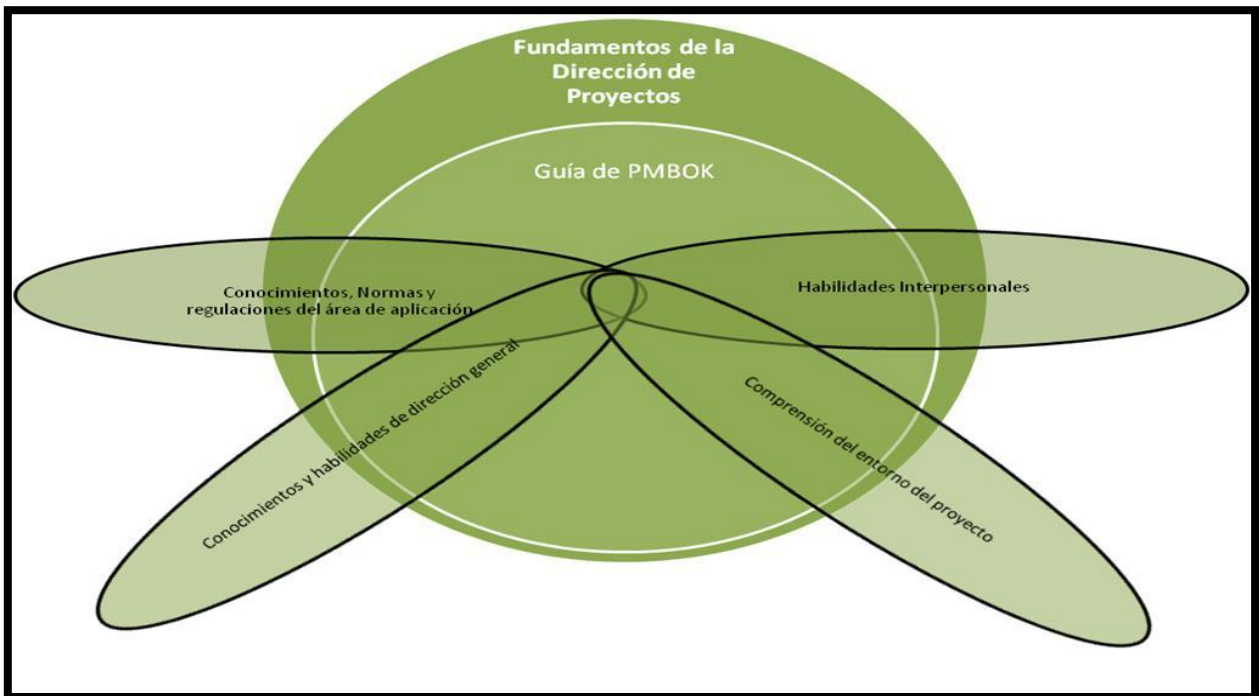 Fundamentos de la
Dirección de
Proyectos
Guía de PMBOK
Conocimientos, Normas y
regulaciones del área de aplicación
Habilidades Interpersonales
Conocimientos y habilidades de dirección general
Comprensión del entorno del proyecto